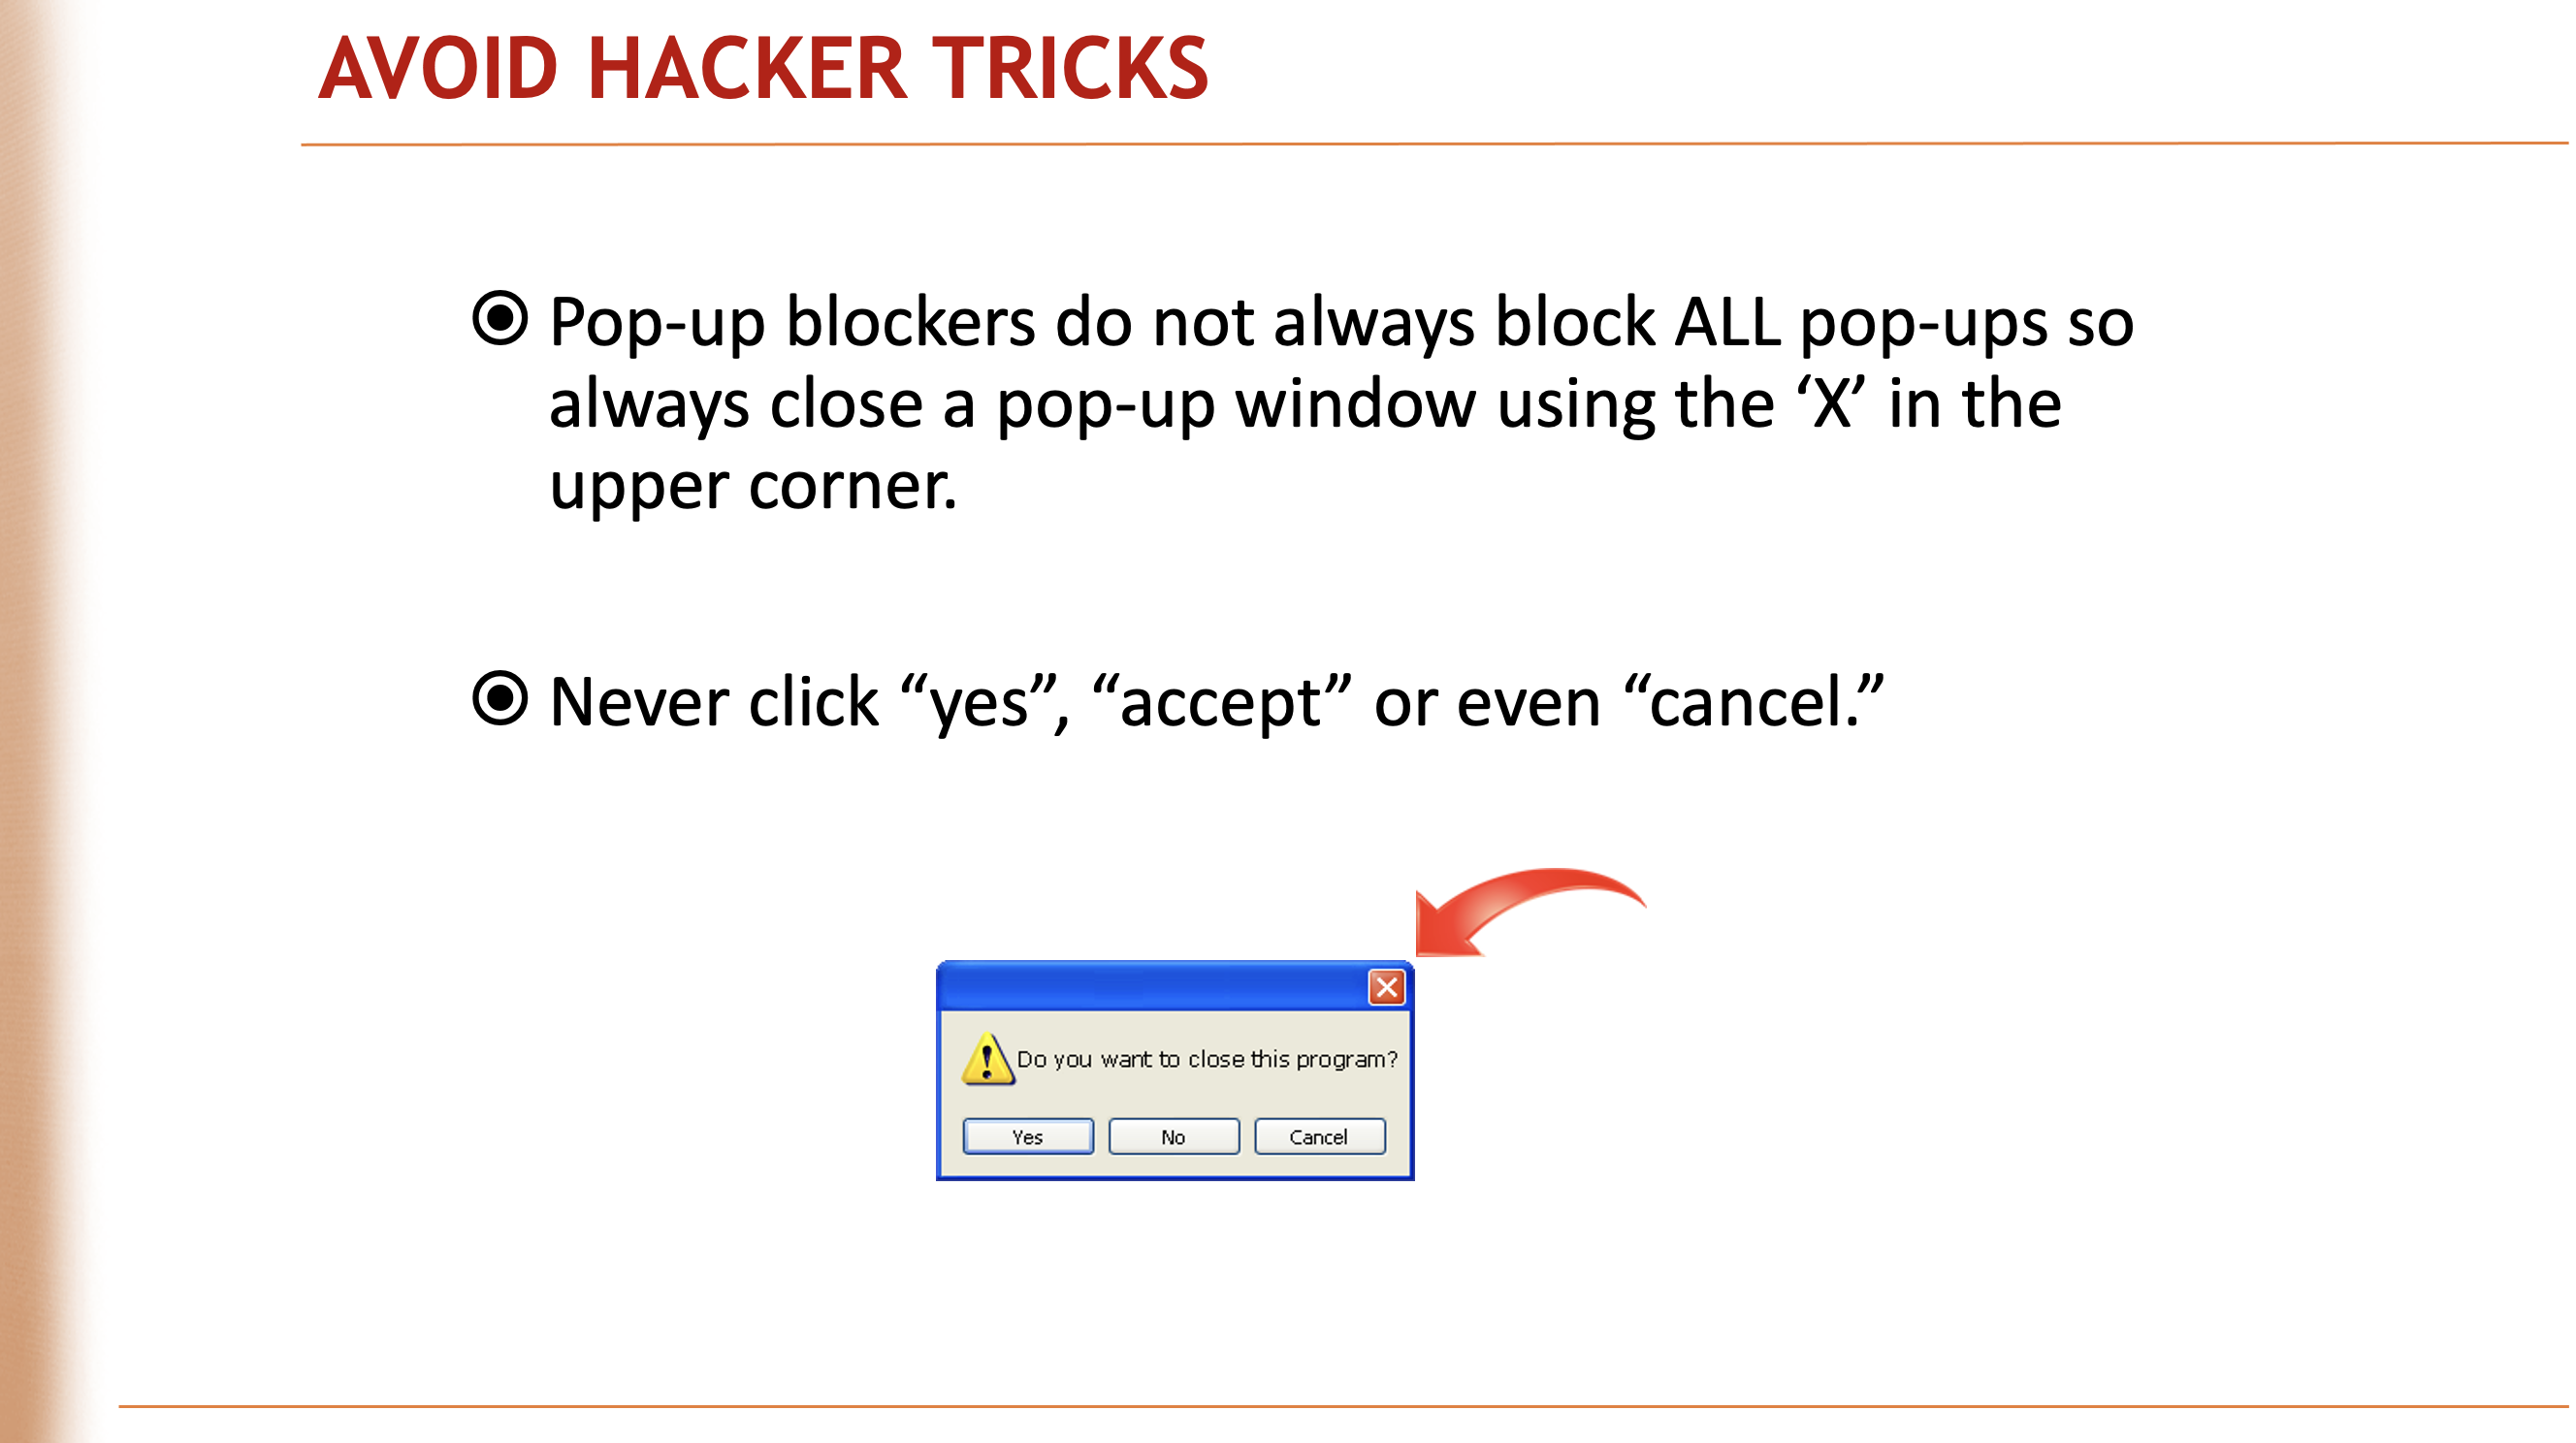 AVOID HACKER TRICKS
Pop-up blockers do not always block ALL pop-ups so
always close a pop-up window using the ‘X’ in the
upper corner.
Never click “yes”, “accept” or even “cancel.”
Do you want to close this program?
Yes No Cancel